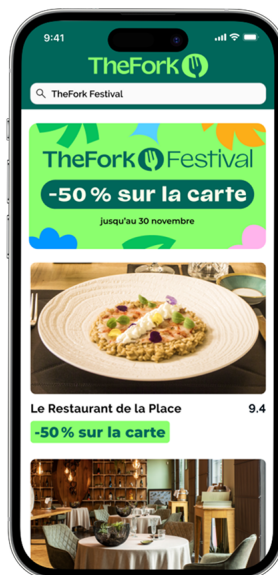 9:41
TheFork
TheFork Festival
TheFork Festival
-50 % sur la carte
jusqu'au 30 novembre
Le Restaurant de la Place 9.4
-50 % sur la carte